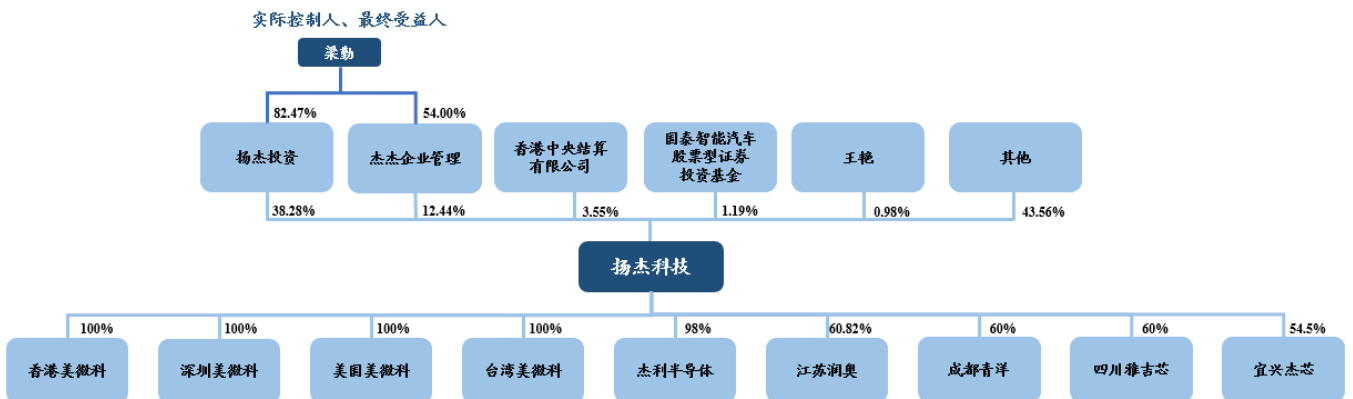 实际控制人、最终受益人
梁勤
82.47%
54.00%
扬杰投资
杰杰企业管理
香港中央结算
有限公司
国泰智能汽车
股票型证券
投资基金
王艳
其他
38.28%
12.44%
3.55%
1.19%
0.98%
43.56%
扬杰科技
100%
100%
100%
100%
98%
60.82%
60%
60%
54.5%
香港美微科
深圳美微科
美国美微科
台湾美微科
杰利半导体
江苏润奥
成都青洋
四川雅吉芯
宜兴杰芯